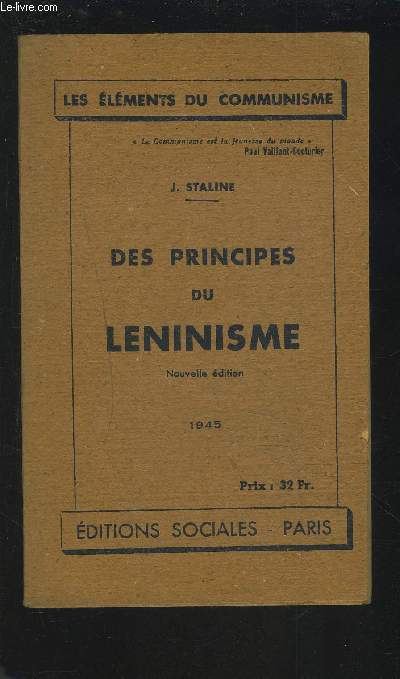 Le-livre.com
LES ÉLÉMENTS DU COMMUNISME
« Le Communisme est la jeunesse du monde »
Paul Vaillant-Couturier
J. STALINE
DES PRINCIPES
DU
LENINISME
Nouvelle édition
1945
Prix : 32 Fr.
ÉDITIONS SOCIALES - PARIS